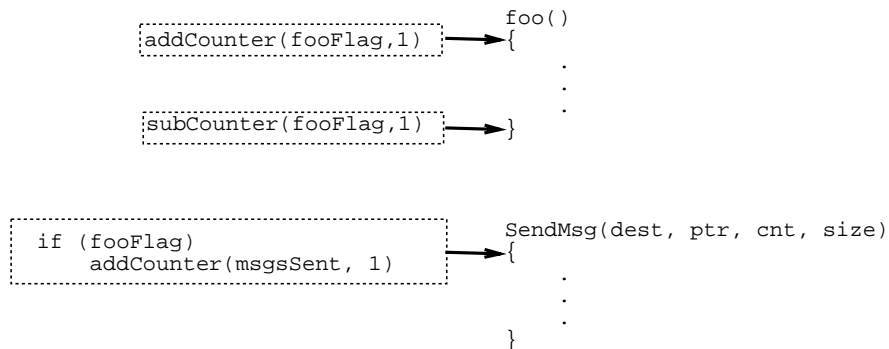 foo()
addCounter(fooFlag,1)
{
.
.
.
subCounter(fooFlag,1)
}
SendMsg(dest, ptr, cnt, size)
if (fooFlag)
{
addCounter(msgsSent, 1)
.
.
.
}